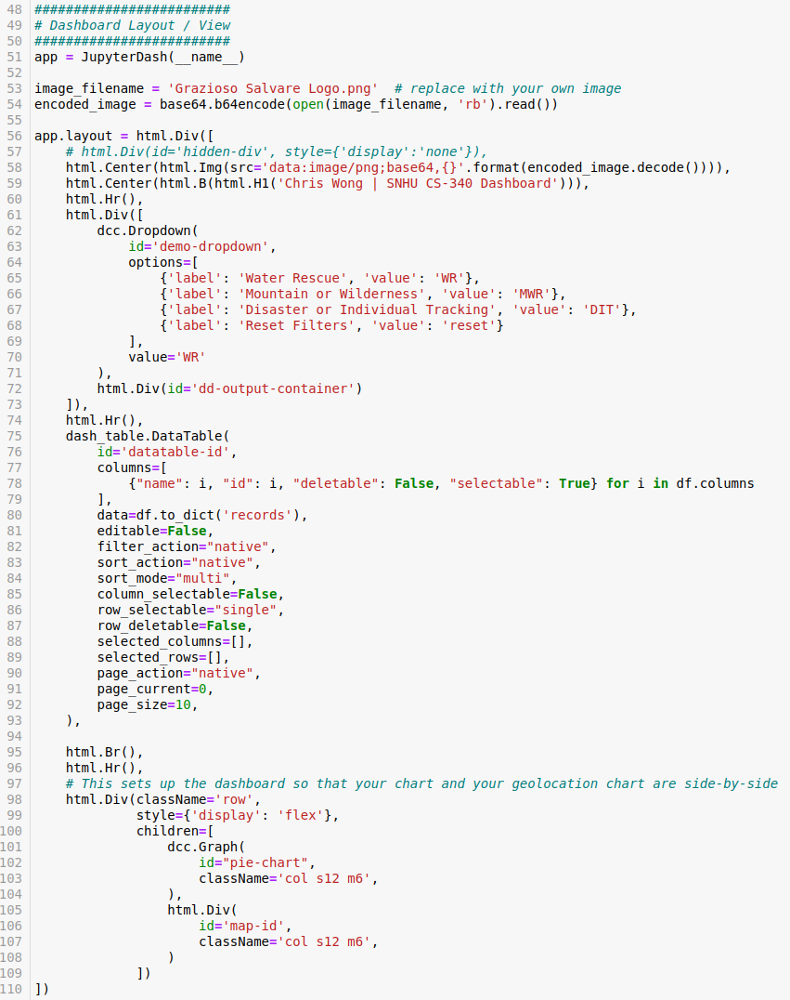 48 #########################
49 # Dashboard Layout / View
50 #########################
51 app = JupyterDash(__name__)
52
53 image_filename = 'Grazioso Salvare Logo.png'  # replace with your own image
54 encoded_image = base64.b64encode(open(image_filename, 'rb').read())
55
56 app.layout = html.Div([
57     # html.Div(id='hidden-div', style={'display':'none'}),
58     html.Center(html.Img(src='data:image/png;base64,{}'.format(encoded_image.decode()))),
59     html.Center(html.B(html.H1('Chris Wong | SNHU CS-340 Dashboard'))),
60     html.Hr(),
61     html.Div([
62         dcc.Dropdown(
63             id='demo-dropdown',
64             options=[
65                 {'label': 'Water Rescue', 'value': 'WR'},
66                 {'label': 'Mountain or Wilderness', 'value': 'MWR'},
67                 {'label': 'Disaster or Individual Tracking', 'value': 'DIT'},
68                 {'label': 'Reset Filters', 'value': 'reset'}
69             ],
70             value='WR'
71         ),
72         html.Div(id='dd-output-container')
73     ]),
74     html.Hr(),
75     dash_table.DataTable(
76         id='datatable-id',
77         columns=[
78             {"name": i, "id": i, "deletable": False, "selectable": True} for i in df.columns
79         ],
80         data=df.to_dict('records'),
81         editable=False,
82         filter_action="native",
83         sort_action="native",
84         sort_mode="multi",
85         column_selectable=False,
86         row_selectable="single",
87         row_deletable=False,
88         selected_columns=[],
89         selected_rows=[],
90         page_action="native",
91         page_current=0,
92         page_size=10,
93     ),
94
95     html.Br(),
96     html.Hr(),
97     # This sets up the dashboard so that your chart and your geolocation chart are side-by-side
98     html.Div(className='row',
99              style={'display': 'flex'},
100              children=[
101                  dcc.Graph(
102                      id="pie-chart",
103                      className='col s12 m6',
104                  ),
105                  html.Div(
106                      id='map-id',
107                      className='col s12 m6',
108                  )
109              ])
110 ])